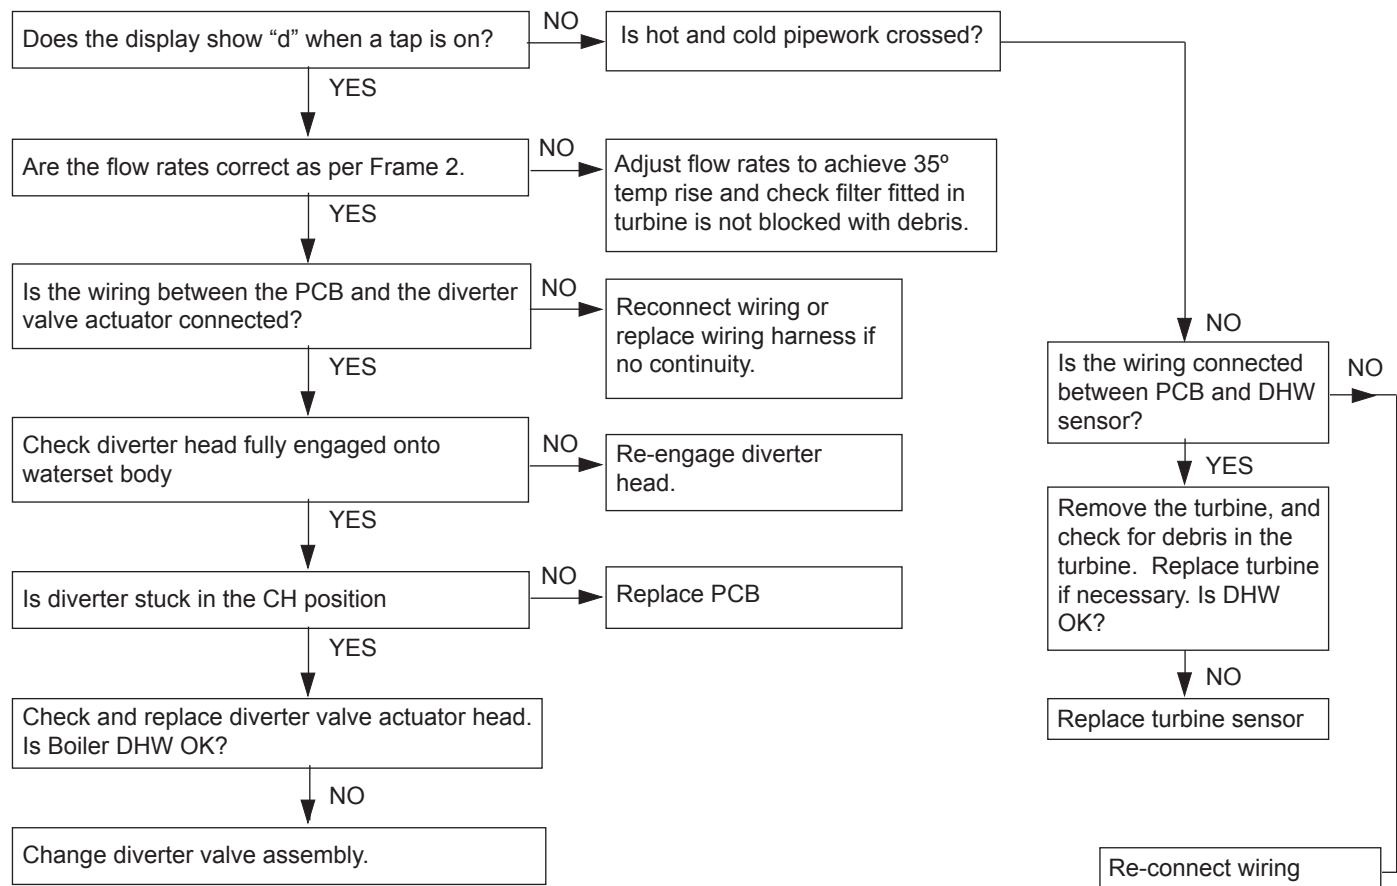 Does the display show “d” when a tap is on?
NO
Is hot and cold pipework crossed?
YES
Are the flow rates correct as per Frame 2.
NO
Adjust flow rates to achieve 35º
temp rise and check filter fitted in
turbine is not blocked with debris.
YES
Is the wiring between the PCB and the diverter
valve actuator connected?
NO
Reconnect wiring or
replace wiring harness if
no continuity.
YES
Check diverter head fully engaged onto
waterset body
NO
Re-engage diverter
head.
YES
Is diverter stuck in the CH position
NO
Replace PCB
YES
Check and replace diverter valve actuator head.
Is Boiler DHW OK?
NO
Change diverter valve assembly.
NO
Is the wiring connected
between PCB and DHW
sensor?
NO
YES
Remove the turbine, and
check for debris in the
turbine.  Replace turbine
if necessary. Is DHW
OK?
NO
Replace turbine sensor
Re-connect wiring